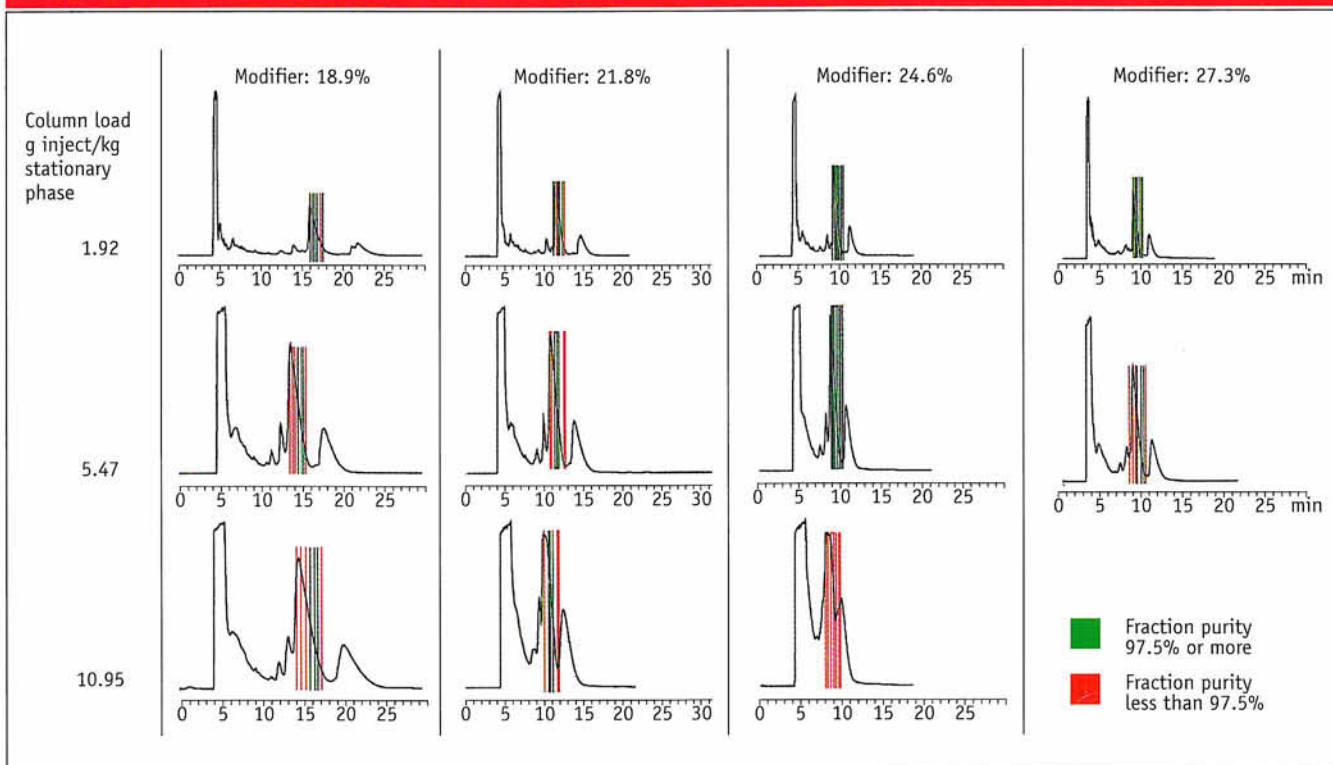 Modifier: 18.9%
Modifier: 21.8%
Modifier: 24.6%
Modifier: 27.3%
Column load
g inject/kg
stationary
phase
1.92
0 5 10 15 20 25
0 5 10 15 20 25 30
0 5 10 15 20 25
0 5 10 15 20 25 min
5.47
0 5 10 15 20 25
0 5 10 15 20 25 30
0 5 10 15 20 25
0 5 10 15 20 25 min
10.95
0 5 10 15 20 25
0 5 10 15 20 25 30
0 5 10 15 20 25
Fraction purity
97.5% or more
Fraction purity
less than 97.5%